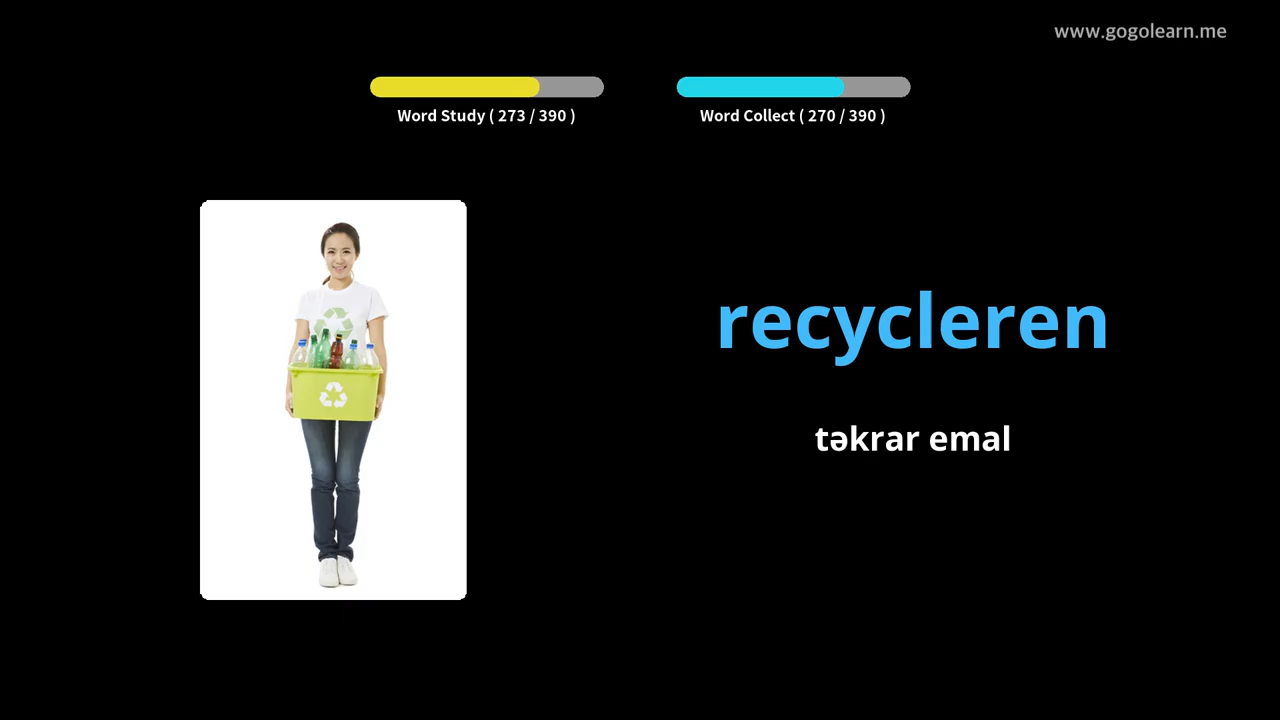 www.gogolearn.me
Word Study ( 273 / 390 )
Word Collect ( 270 / 390 )
recycleren
təkrar emal